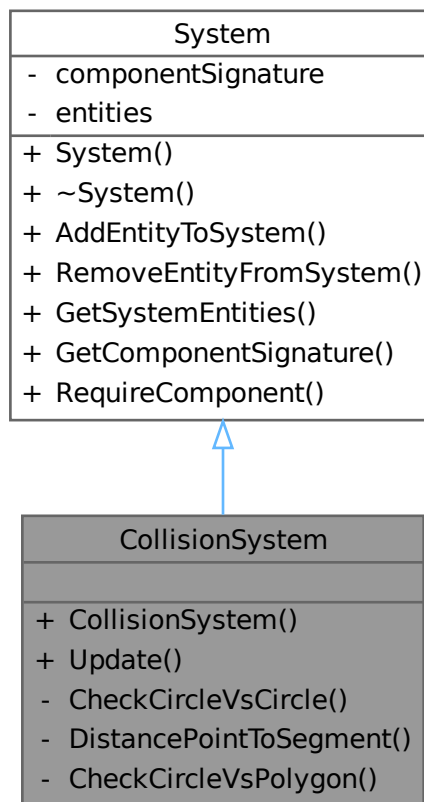 System
- componentSignature
- entities
+ System()
+ ~System()
+ AddEntityToSystem()
+ RemoveEntityFromSystem()
+ GetSystemEntities()
+ GetComponentSignature()
+ RequireComponent()
CollisionSystem
+ CollisionSystem()
+ Update()
- CheckCircleVsCircle()
- DistancePointToSegment()
- CheckCircleVsPolygon()